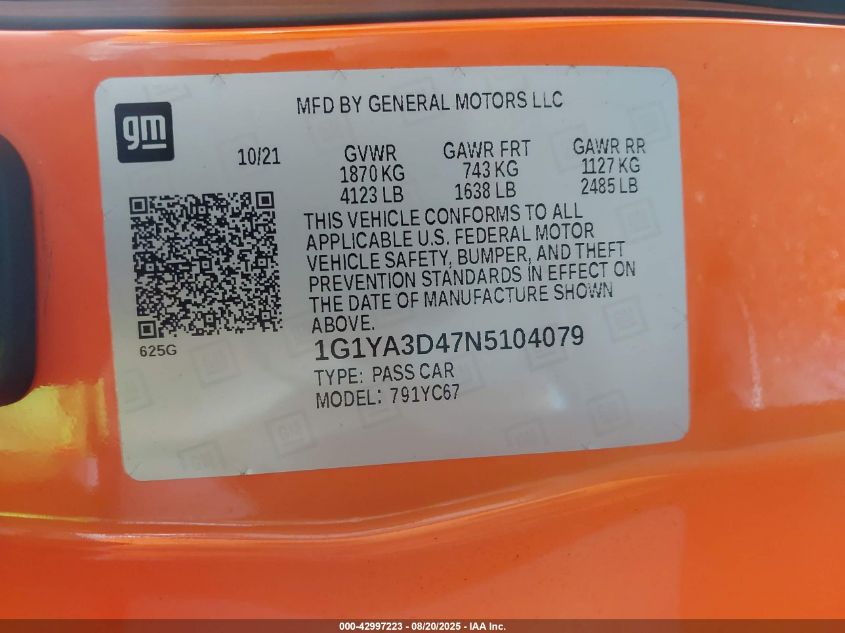 gm
MFD BY GENERAL MOTORS LLC
10/21
GVWR GAWR FRT GAWR RR
1870 KG 743 KG 1127 KG
4123 LB 1638 LB 2485 LB
THIS VEHICLE CONFORMS TO ALL
APPLICABLE U.S. FEDERAL MOTOR
VEHICLE SAFETY, BUMPER, AND THEFT
PREVENTION STANDARDS IN EFFECT ON
THE DATE OF MANUFACTURE SHOWN
ABOVE.
625G
1G1YA3D47N5104079
TYPE: PASS CAR
MODEL: 791YC67
000-42997223 - 08/20/2025 - IAA Inc.